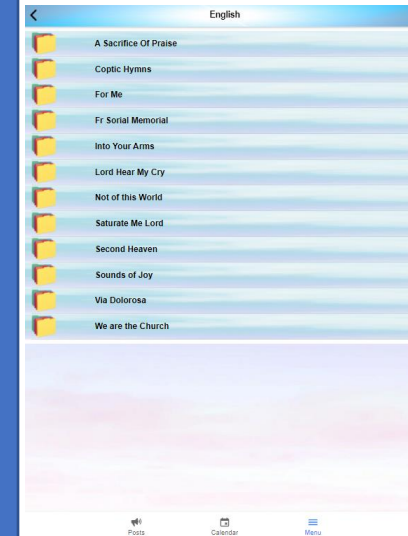 English
A Sacrifice Of Praise
Coptic Hymns
For Me
Fr Sorial Memorial
Into Your Arms
Lord Hear My Cry
Not of this World
Saturate Me Lord
Second Heaven
Sounds of Joy
Via Dolorosa
We are the Church
Posts
Calendar
Menu